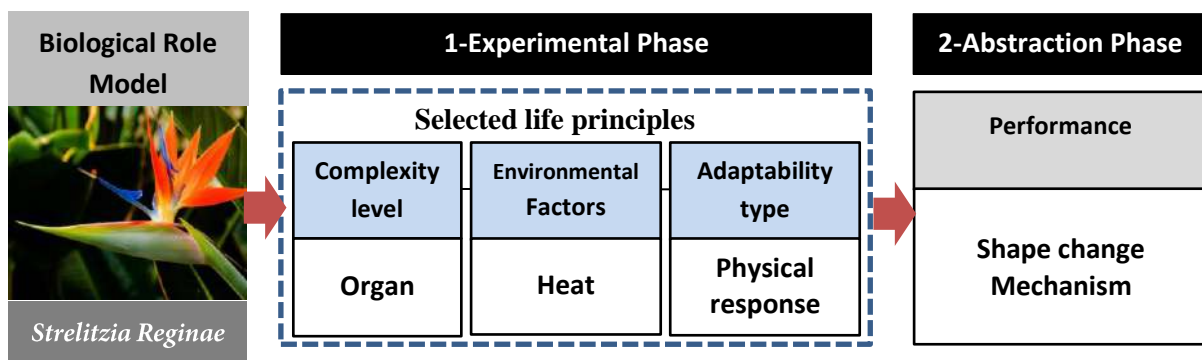 Biological Role
Model
1-Experimental Phase
2-Abstraction Phase
Selected life principles
Complexity
level
Environmental
Factors
Adaptability
type
Performance
Organ
Heat
Physical
response
Shape change
Mechanism
Strelitzia Reginae